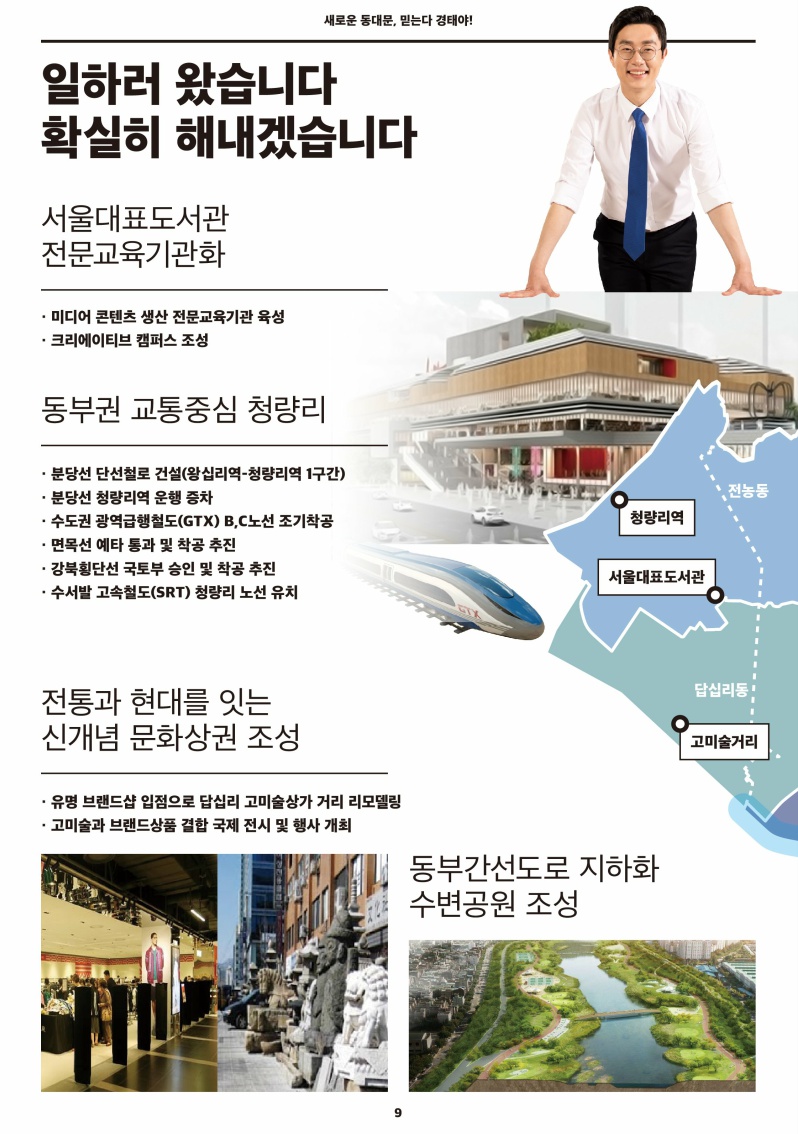 새로운 동대문, 믿는다 경태야!
일하러 왔습니다
확실히 해내겠습니다
서울대표도서관
전문교육기관화
· 미디어 콘텐츠 생산 전문교육기관 육성
· 크리에이티브 캠퍼스 조성
동부권 교통중심 청량리
· 분당선 단선철로 건설(왕십리역-청량리역 1구간)
· 분당선 청량리역 운행 증차
· 수도권 광역급행철도(GTX) B,C노선 조기착공
· 면목선 예타 통과 및 착공 추진
· 강북횡단선 국토부 승인 및 착공 추진
· 수서발 고속철도(SRT) 청량리 노선 유치
GTX
전농동
청량리역
서울대표도서관
답십리동
고미술거리
전통과 현대를 잇는
신개념 문화상권 조성
· 유명 브랜드샵 입점으로 답십리 고미술상가 거리 리모델링
· 고미술과 브랜드상품 결합 국제 전시 및 행사 개최
동부간선도로 지하화
수변공원 조성
9